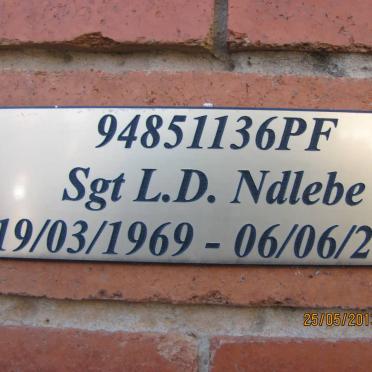 94851136PF
Sgt L.D. Ndlebe
19/03/1969 - 06/06/2
25/05/201